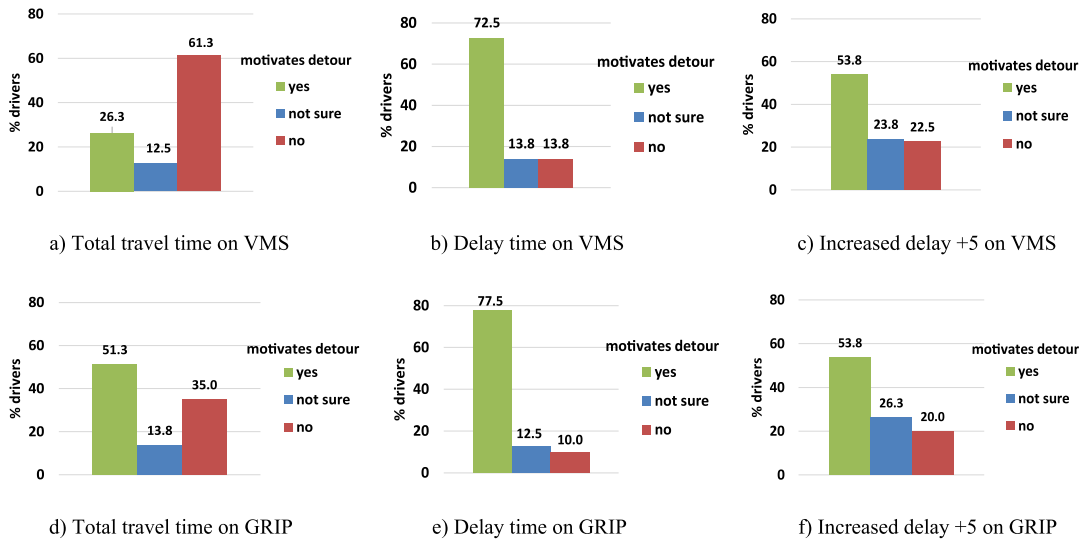 80
60
40
20
0
% drivers
26.3
12.5
61.3
motivates detour
yes
not sure
no
a) Total travel time on VMS
80
60
40
20
0
% drivers
72.5
13.8
13.8
motivates detour
yes
not sure
no
b) Delay time on VMS
80
60
40
20
0
% drivers
53.8
23.8
22.5
motivates detour
yes
not sure
no
c) Increased delay +5 on VMS
80
60
40
20
0
% drivers
51.3
13.8
35.0
motivates detour
yes
not sure
no
d) Total travel time on GRIP
80
60
40
20
0
% drivers
77.5
12.5
10.0
motivates detour
yes
not sure
no
e) Delay time on GRIP
80
60
40
20
0
% drivers
53.8
26.3
20.0
motivates detour
yes
not sure
no
f) Increased delay +5 on GRIP